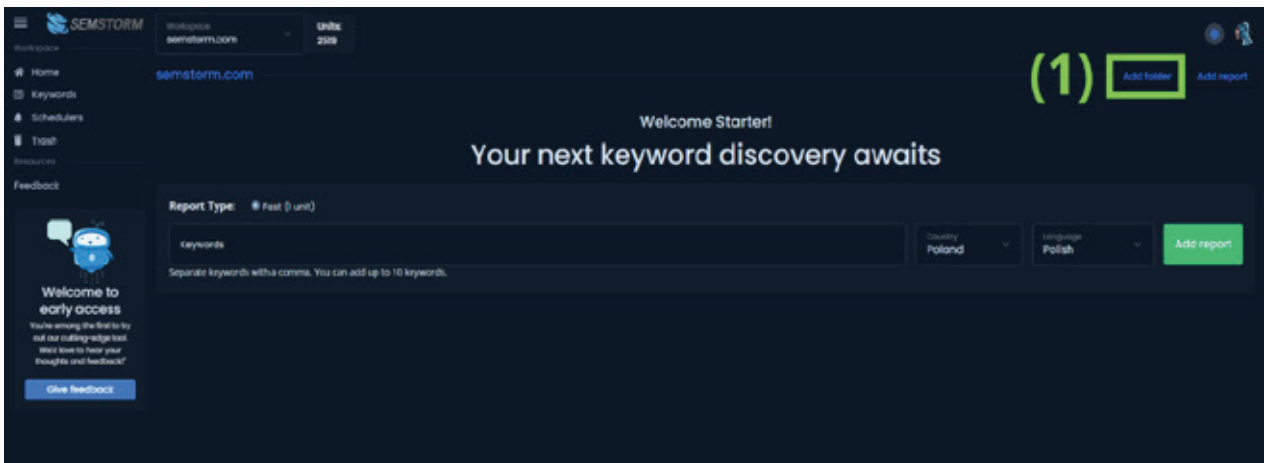 SEMSTORM
Workspace
semstorm.com
Units:
2519
Workspace
Home
Keywords
Schedulers
Trash
Resources
Feedback
semstorm.com
(1)
Add folder
Add report
Welcome Starter!
Your next keyword discovery awaits
Report Type:
Fast (1 unit)
Keywords
Country
Poland
Language
Polish
Add report
Separate keywords with a comma. You can add up to 10 keywords.
Welcome to
early access
You're among the first to try
out our cutting-edge tool.
We'd love to hear your
thoughts and feedback!"
Give feedback